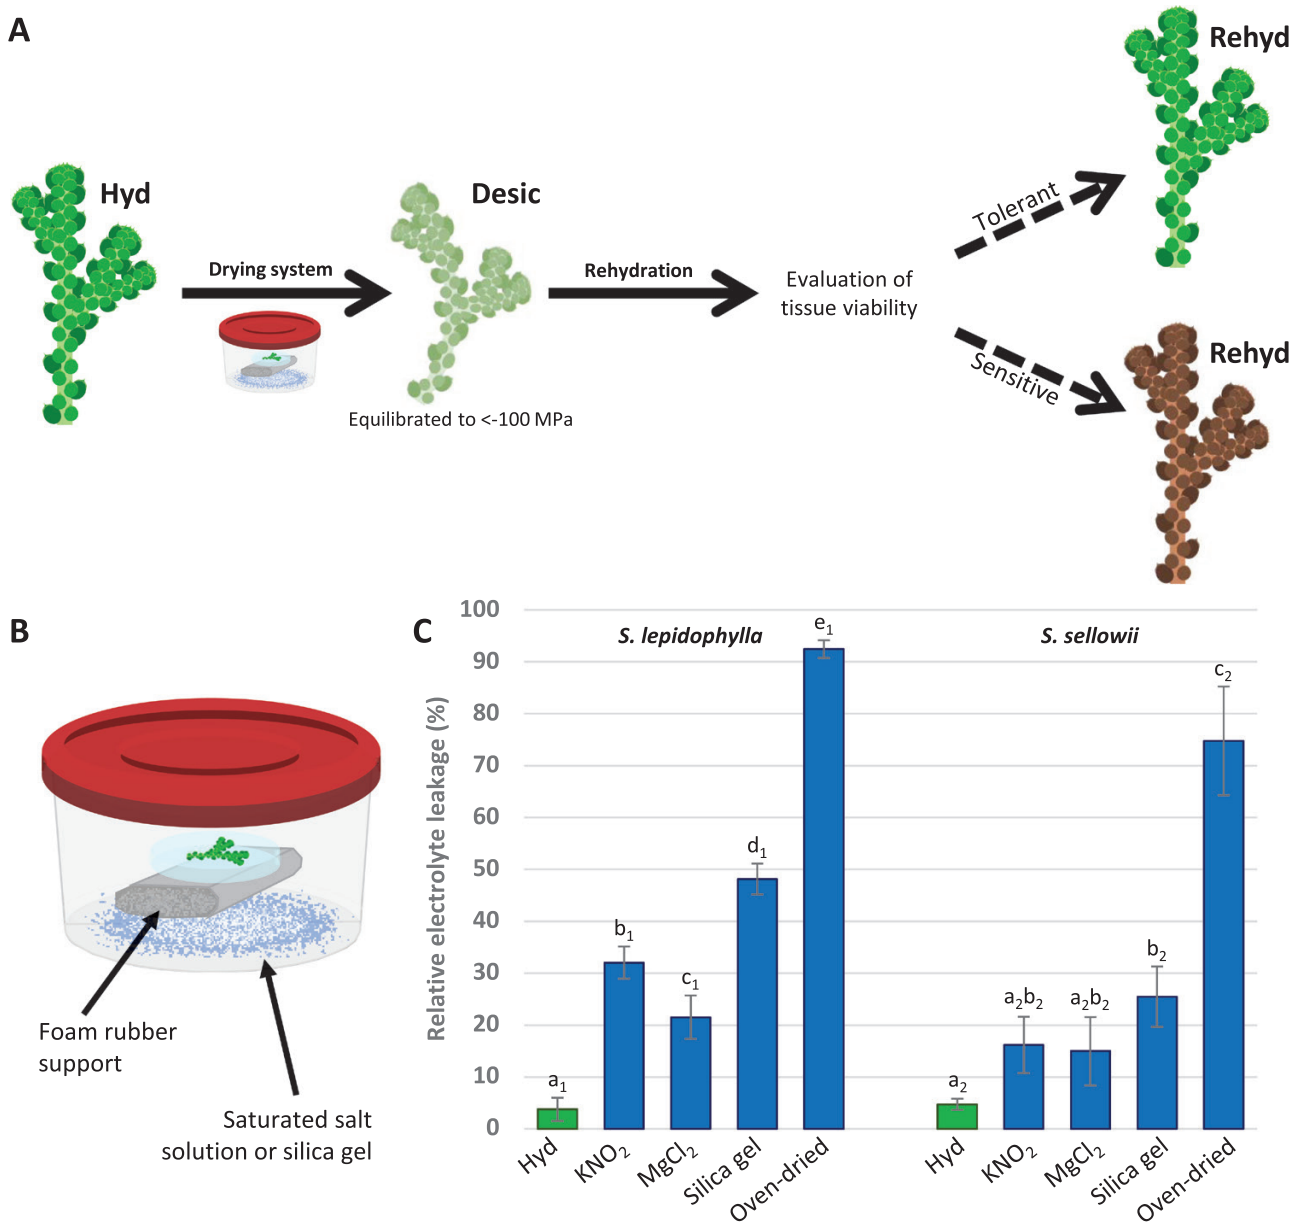 A
Hyd
Drying system
Desic
Equilibrated to <-100 MPa
Rehydration
Evaluation of
tissue viability
Tolerant
Sensitive
Rehyd
Rehyd
B
Foam rubber
support
Saturated salt
solution or silica gel
C
Relative electrolyte leakage (%)
100
90
80
70
60
50
40
30
20
10
0
S. lepidophylla
S. sellowii
a₁
b₁
c₁
d₁
e₁
a₂
a₂b₂
a₂b₂
b₂
c₂
Hyd
KNO₂
MgCl₂
Silica gel
Oven-dried
Hyd
KNO₂
MgCl₂
Silica gel
Oven-dried